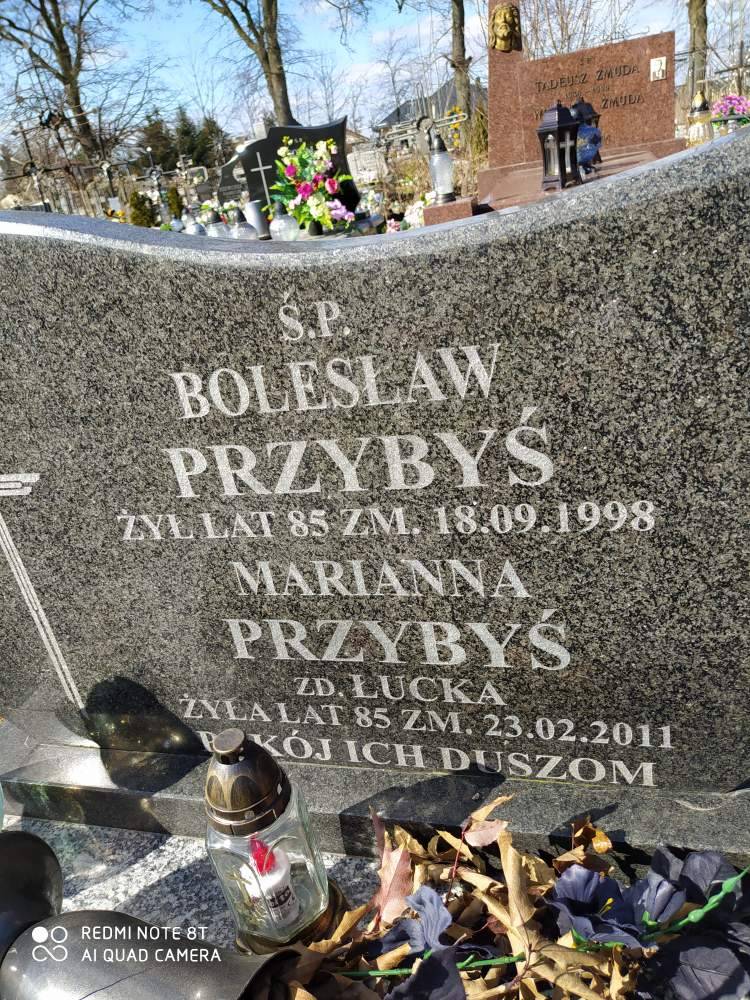 TADEUSZ ŻMUDA
ŻMUDA
Ś.P.
BOLESŁAW
PRZYBYŚ
ŻYŁ LAT 85 ZM. 18.09.1998
MARIANNA
PRZYBYŚ
ZD. ŁUCKA
ŻYŁA LAT 85 ZM. 23.02.2011
POKÓJ ICH DUSZOM
REDMI NOTE 8T
AI QUAD CAMERA